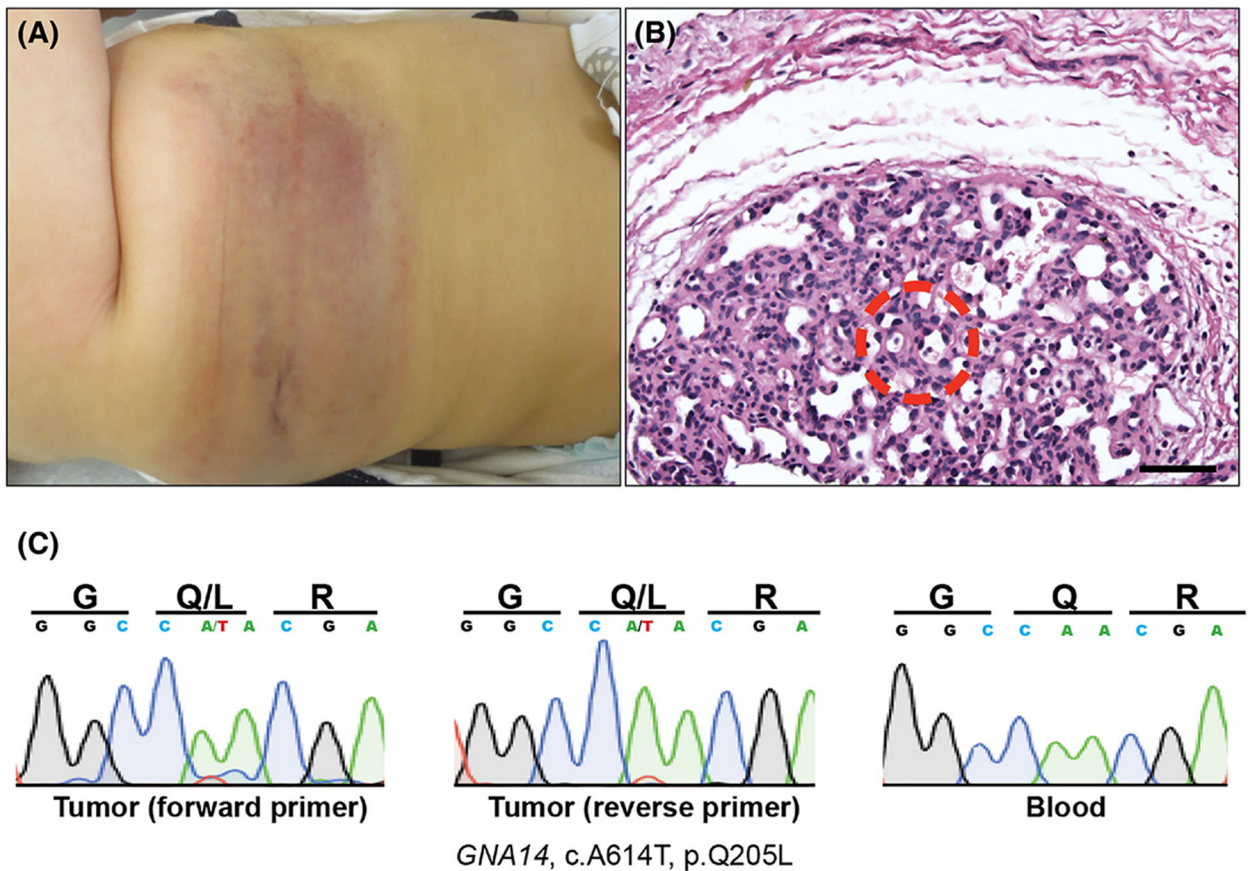 (A)
(B)
(C)
G Q/L R
G G C C A/T A C G A
Tumor (forward primer)
G Q/L R
G G C C A/T A C G A
Tumor (reverse primer)
G Q R
G G C C A A C G A
Blood
GNA14, c.A614T, p.Q205L